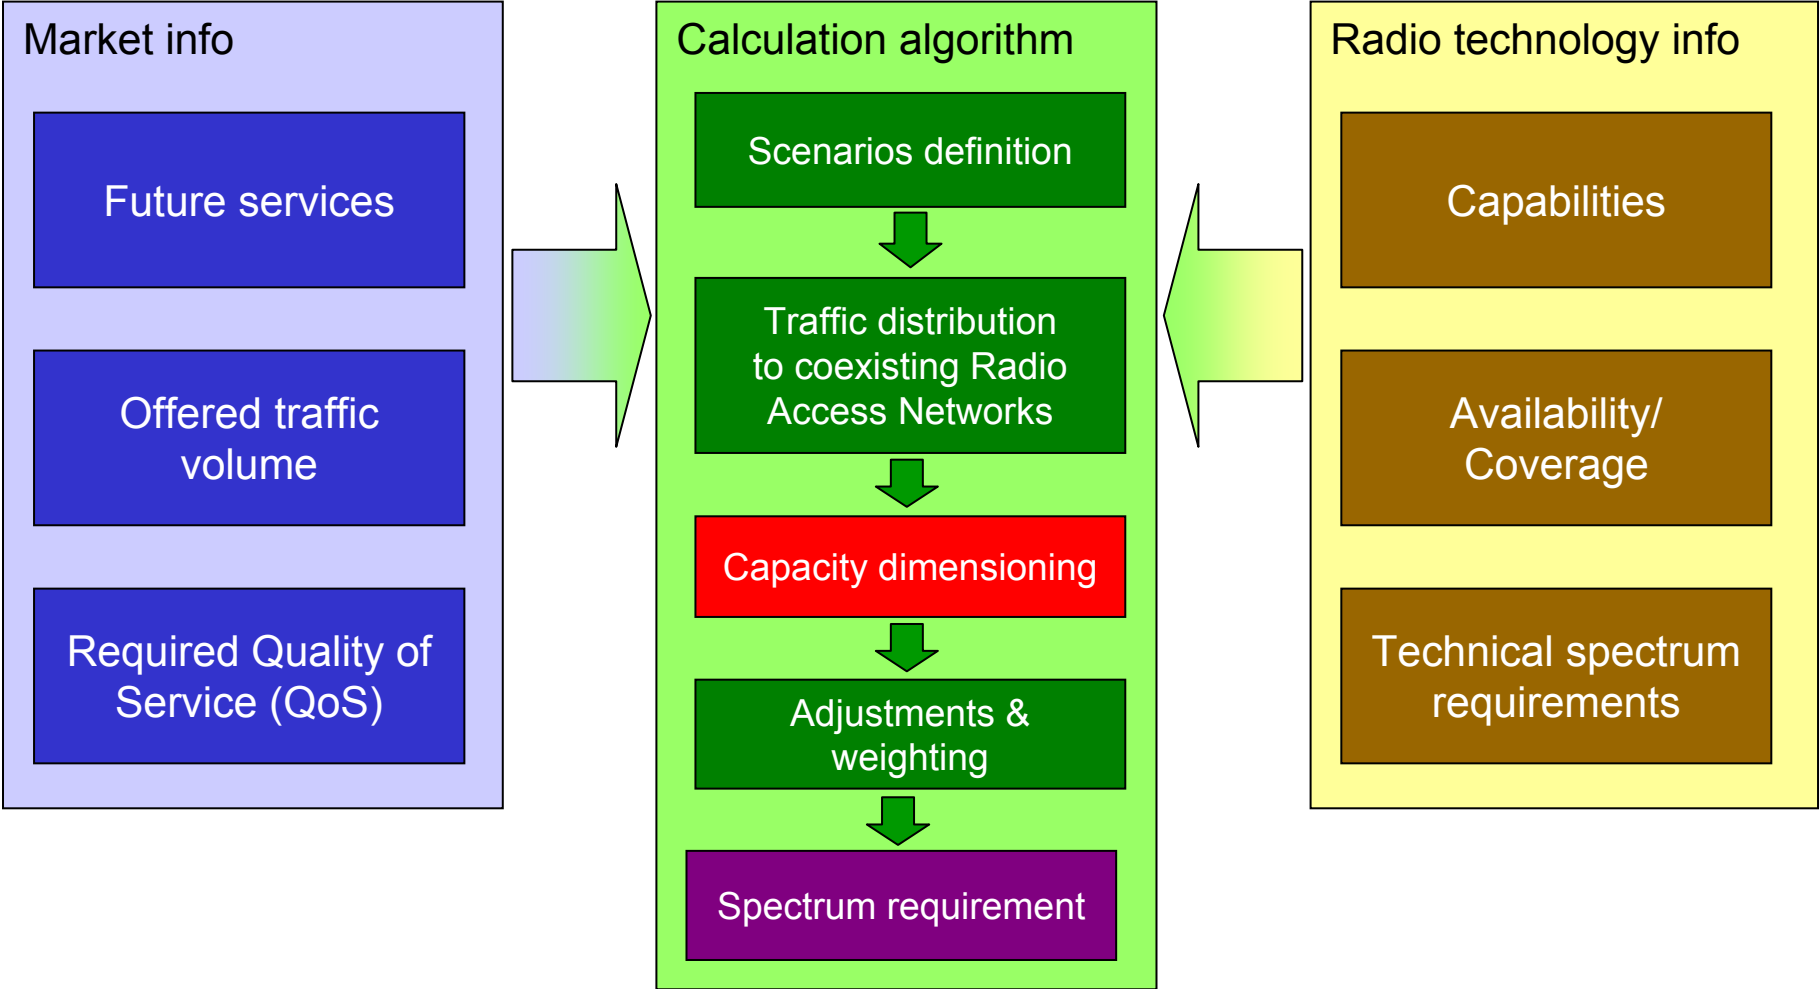 Market info
Future services
Offered traffic
volume
Required Quality of
Service (QoS)
Calculation algorithm
Scenarios definition
Traffic distribution
to coexisting Radio
Access Networks
Capacity dimensioning
Adjustments &
weighting
Spectrum requirement
Radio technology info
Capabilities
Availability/
Coverage
Technical spectrum
requirements